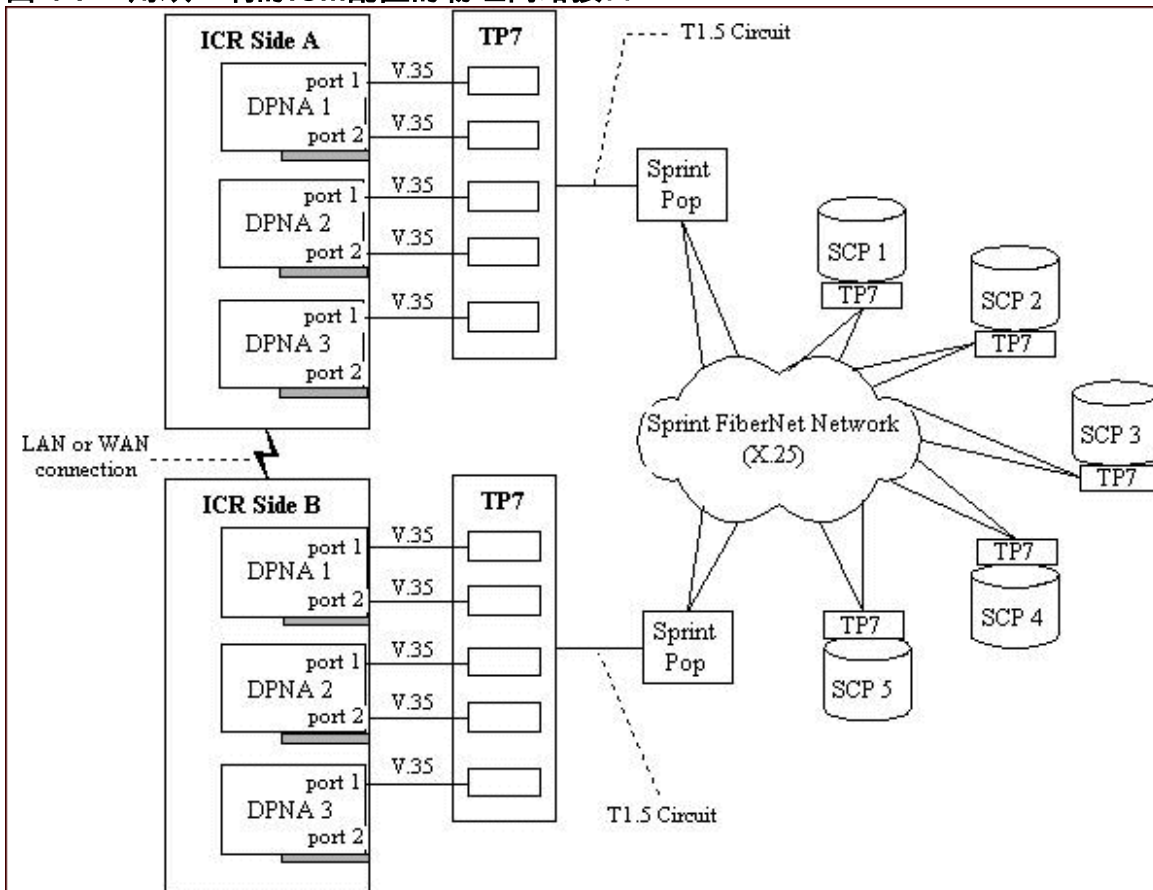 ICR Side A
port 1
DPNA 1
port 2
port 1
DPNA 2
port 2
port 1
DPNA 3
port 2
V.35
V.35
V.35
V.35
V.35
TP7
T1.5 Circuit
Sprint
Pop
SCP 1
TP7
SCP 2
TP7
SCP 3
TP7
Sprint FiberNet Network
(X.25)
LAN or WAN
connection
ICR Side B
port 1
DPNA 1
port 2
port 1
DPNA 2
port 2
port 1
DPNA 3
port 2
V.35
V.35
V.35
V.35
V.35
TP7
Sprint
Pop
T1.5 Circuit
TP7
SCP 4
TP7
SCP 5